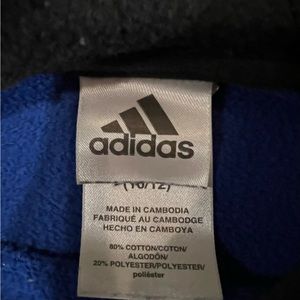 adidas
(10/12)
MADE IN CAMBODIA
FABRIQUÉ AU CAMBODGE
HECHO EN CAMBOYA
80% COTTON/COTON/
ALGODÓN/
20% POLYESTER/POLYESTER/
poliéster